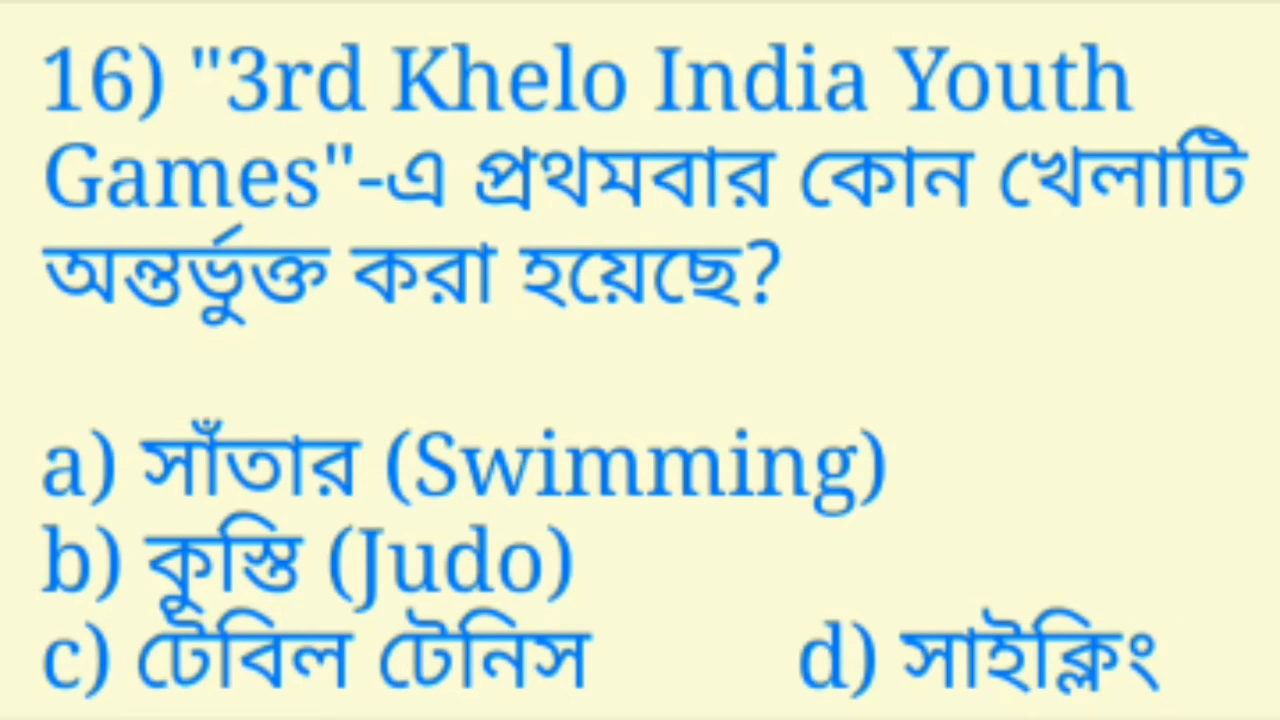 16) "3rd Khelo India Youth
Games"-এ প্রথমবার কোন খেলাটি
অন্তর্ভুক্ত করা হয়েছে?
a) সাঁতার (Swimming)
b) কুস্তি (Judo)
c) টেবিল টেনিস d) সাইক্লিং